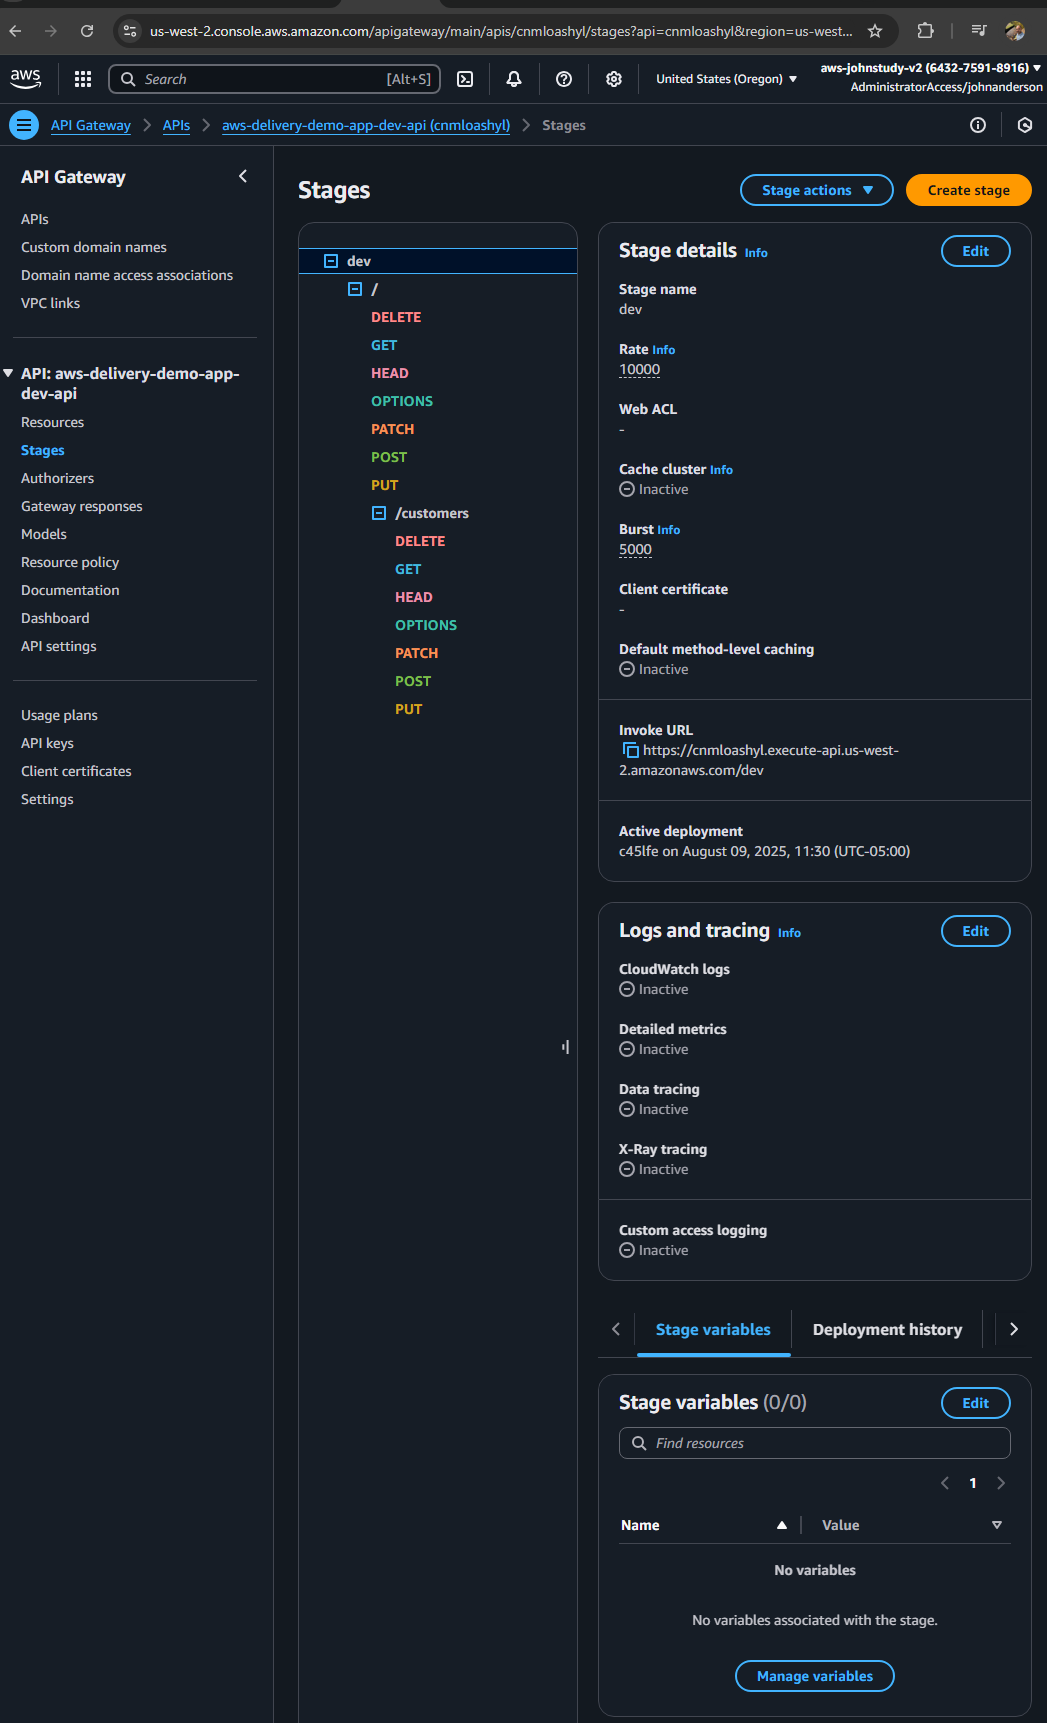 us-west-2.console.aws.amazon.com/apigateway/main/apis/cnmloashyl/stages?api=cnmloashyl&region=us-west...
aws
Search
[Alt+S]
United States (Oregon)
aws-johnstudy-v2 (6432-7591-8916)
AdministratorAccess/johnanderson
API Gateway
APIs
aws-delivery-demo-app-dev-api (cnmloashyl)
Stages
API Gateway
APIs
Custom domain names
Domain name access associations
VPC links
API: aws-delivery-demo-app-
dev-api
Resources
Stages
Authorizers
Gateway responses
Models
Resource policy
Documentation
Dashboard
API settings
Usage plans
API keys
Client certificates
Settings
Stages
Stage actions
Create stage
dev
/
DELETE
GET
HEAD
OPTIONS
PATCH
POST
PUT
/customers
DELETE
GET
HEAD
OPTIONS
PATCH
POST
PUT
Stage details Info
Edit
Stage name
dev
Rate Info
10000
Web ACL
-
Cache cluster Info
Inactive
Burst Info
5000
Client certificate
-
Default method-level caching
Inactive
Invoke URL
https://cnmloashyl.execute-api.us-west-
2.amazonaws.com/dev
Active deployment
c45lfe on August 09, 2025, 11:30 (UTC-05:00)
Logs and tracing Info
Edit
CloudWatch logs
Inactive
Detailed metrics
Inactive
Data tracing
Inactive
X-Ray tracing
Inactive
Custom access logging
Inactive
Stage variables
Deployment history
Stage variables (0/0)
Edit
Find resources
1
Name
Value
No variables
No variables associated with the stage.
Manage variables